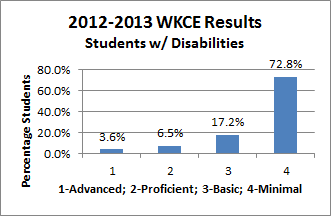 2012-2013 WKCE Results
Students w/ Disabilities
Percentage Students
80.0%
60.0%
40.0%
20.0%
0.0%
3.6%
6.5%
17.2%
72.8%
1 2 3 4
1-Advanced; 2-Proficient; 3-Basic; 4-Minimal